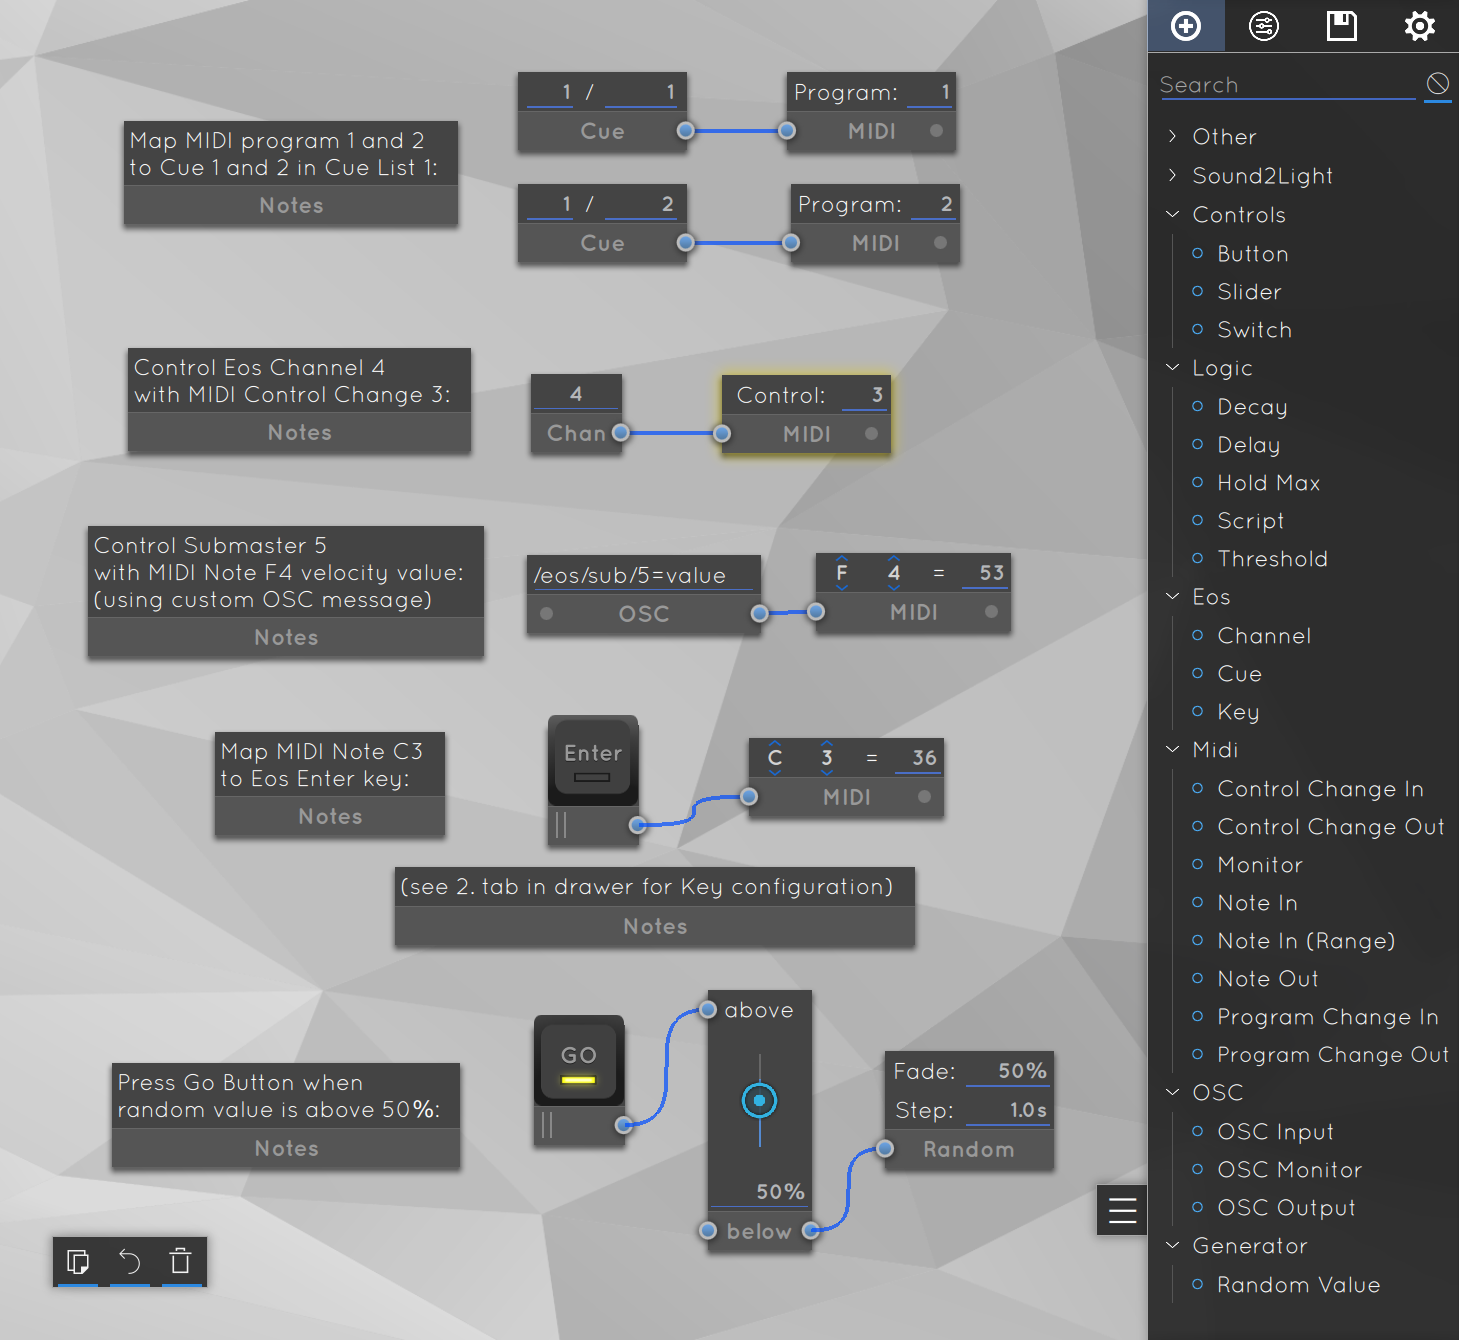 Map MIDI program 1 and 2
to Cue 1 and 2 in Cue List 1:
Notes
1 / 1
Cue
Program: 1
MIDI
1 / 2
Cue
Program: 2
MIDI
Control Eos Channel 4
with MIDI Control Change 3:
Notes
4
Chan
Control: 3
MIDI
Control Submaster 5
with MIDI Note F4 velocity value:
(using custom OSC message)
Notes
/eos/sub/5=value
OSC
F 4 = 53
MIDI
Map MIDI Note C3
to Eos Enter key:
Notes
Enter
C 3 = 36
MIDI
(see 2. tab in drawer for Key configuration)
Notes
Press Go Button when
random value is above 50%:
Notes
GO
above
50%
below
Fade: 50%
Step: 1.0s
Random
Search
Other
Sound2Light
Controls
Button
Slider
Switch
Logic
Decay
Delay
Hold Max
Script
Threshold
Eos
Channel
Cue
Key
Midi
Control Change In
Control Change Out
Monitor
Note In
Note In (Range)
Note Out
Program Change In
Program Change Out
OSC
OSC Input
OSC Monitor
OSC Output
Generator
Random Value